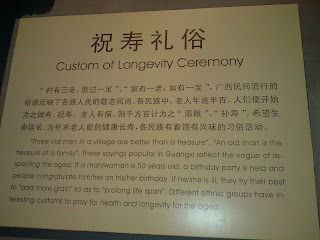 祝寿礼俗
Custom of Longevity Ceremony
“村有三老，胜过一宝”、“家有一老，如有一宝”，广西民间流行的
俗谚反映了各族人民的敬老风尚。各民族中，老人年逾半百，人们便开始
为之做寿、祝寿。老人有病，则千方百计为之“添粮”、“补寿”，希望生
命延长。为祈求老人能的健康长寿，各民族有着饶有兴味的习俗活动。
"Three old men in a village are better than a treasure". "An old man is the
treasure of a family". These sayings popular in Guangxi reflect the vogue of re-
specting the aged. If a man/woman is 50 years old, a birthday party is held and
people congratulate him/her on his/her birthday. If he/she is ill, they try their best
to "add more grain" so as to "prolong life span". Different ethnic groups have in-
teresting customs to pray for health and longevity for the aged.